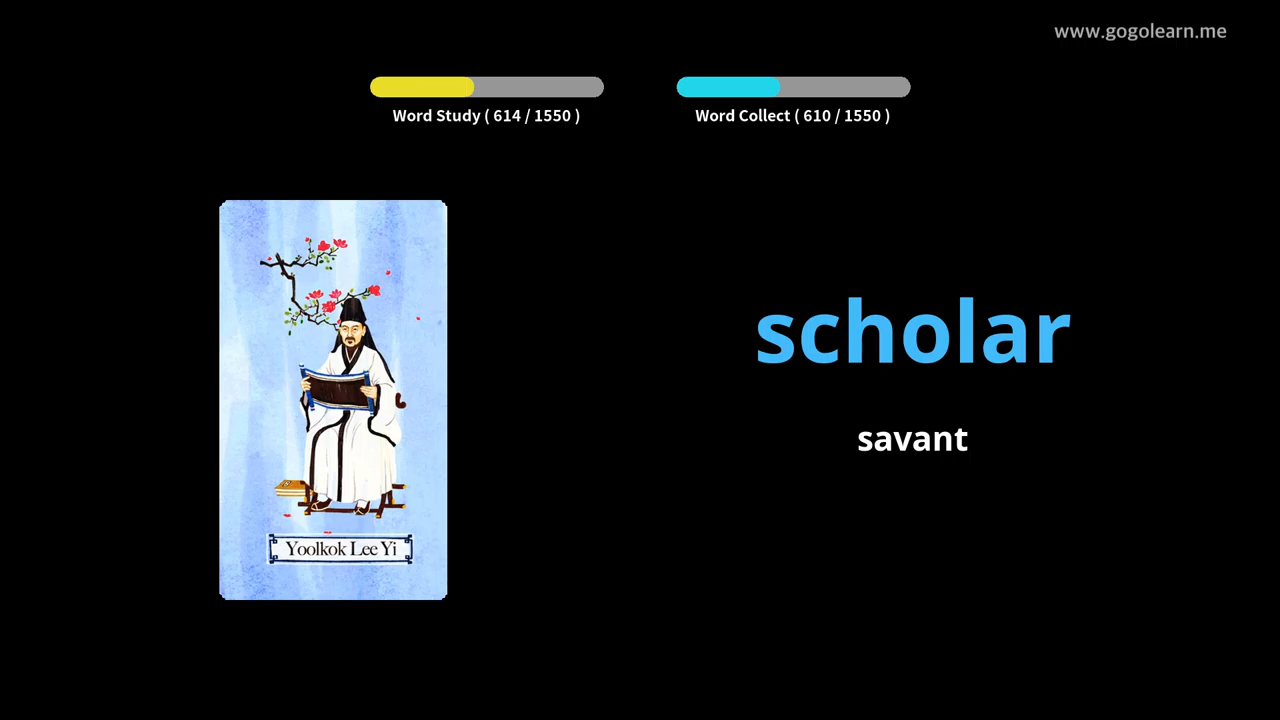 www.gogolearn.me
Word Study ( 614 / 1550 )
Word Collect ( 610 / 1550 )
scholar
savant
Yoolkok Lee Yi